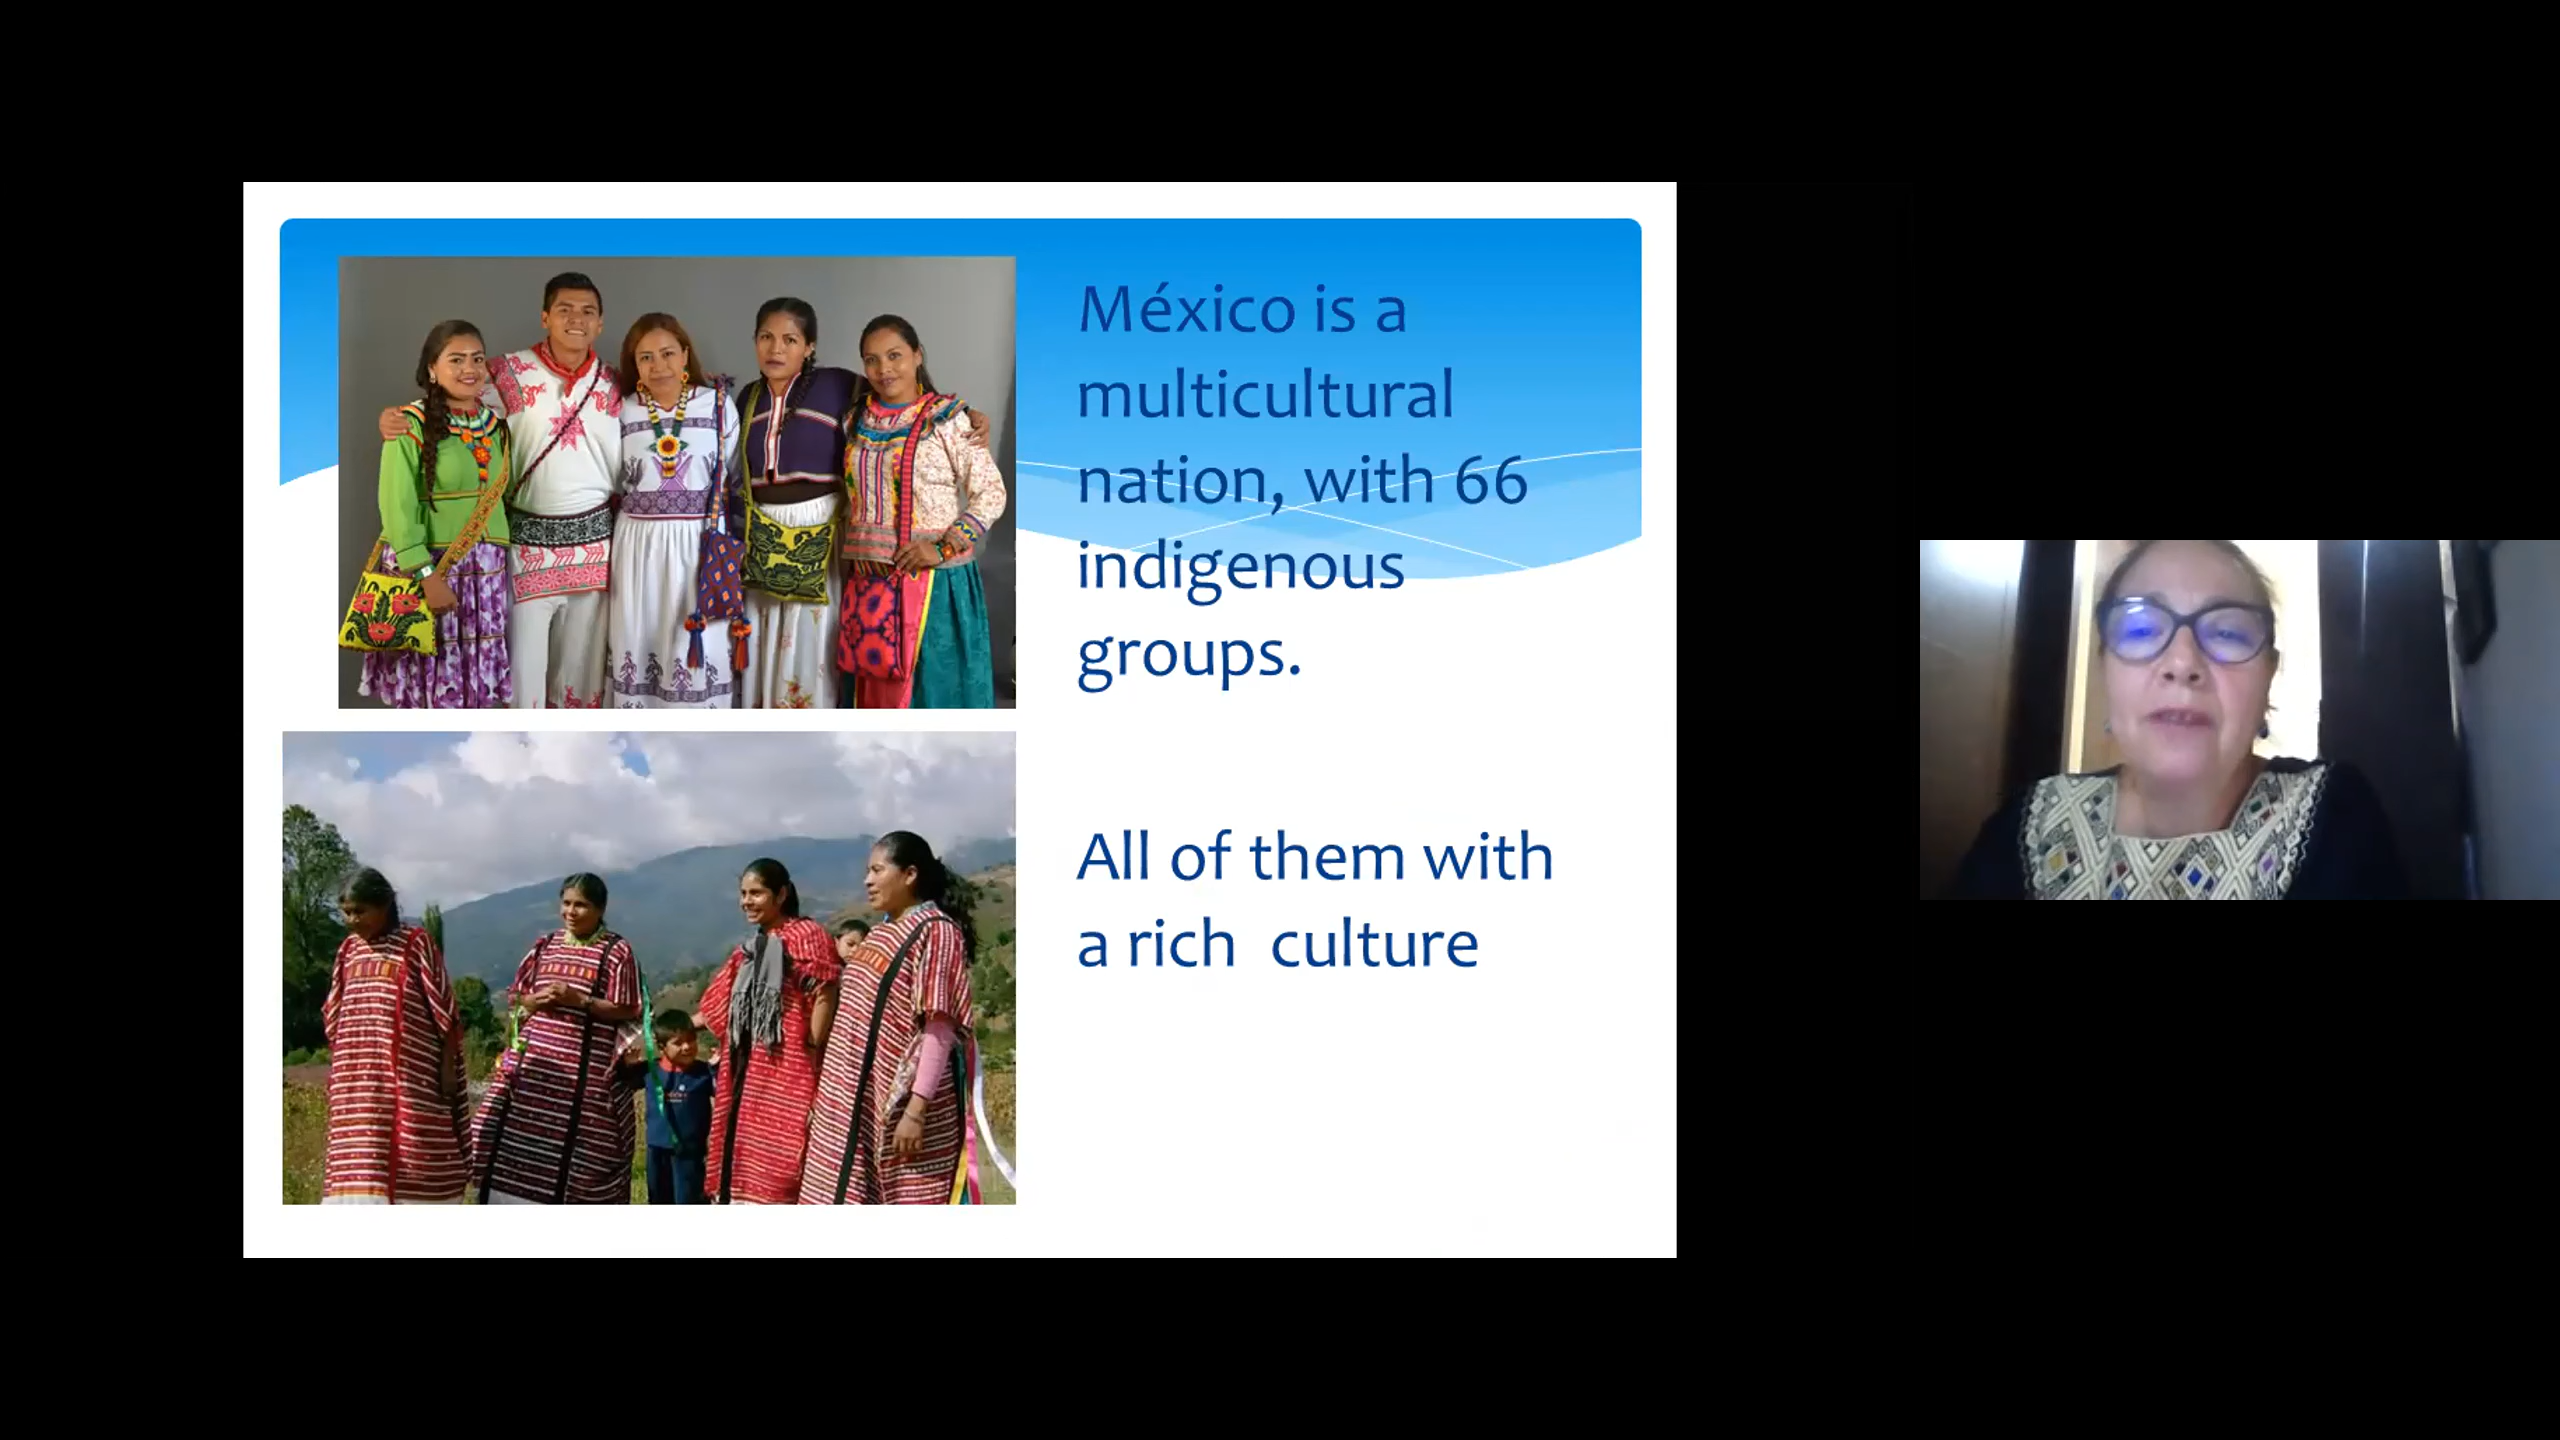 México is a
multicultural
nation, with 66
indigenous
groups.
All of them with
a rich culture